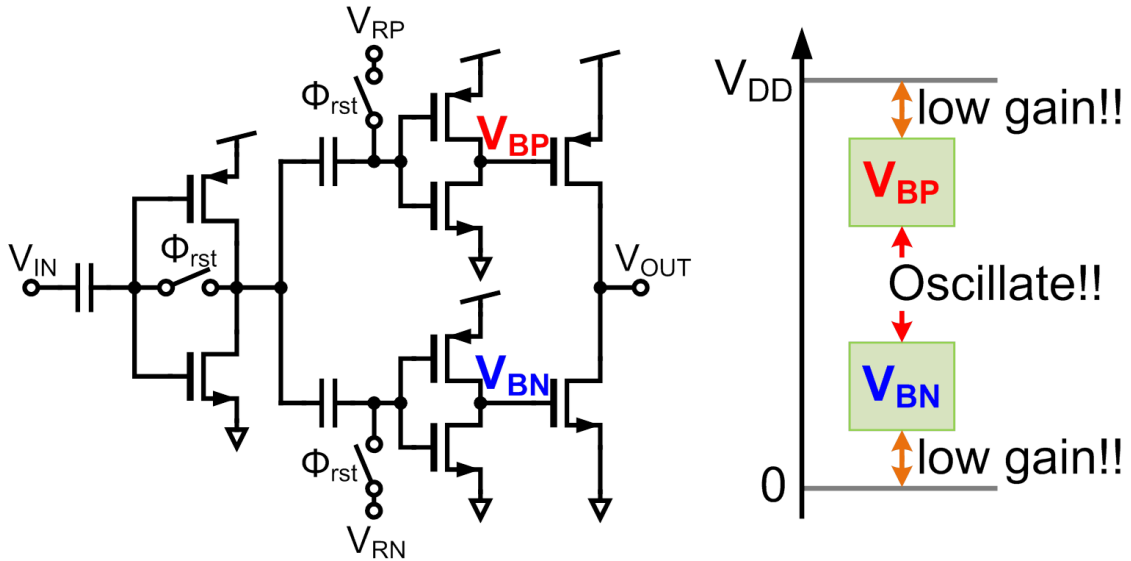 V_RP
Φ_rst
V_BP
V_IN
Φ_rst
V_OUT
V_BN
Φ_rst
V_RN
V_DD
low gain!!
V_BP
Oscillate!!
V_BN
low gain!!
0